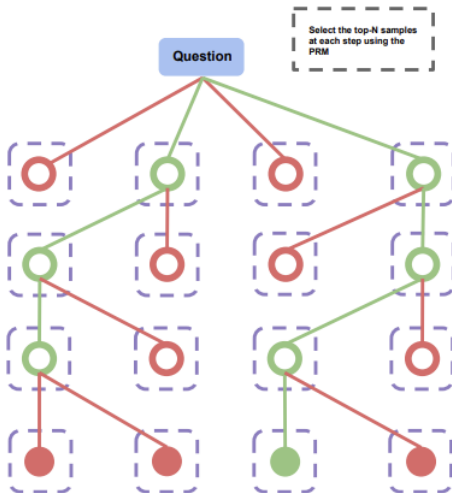 Select the top-N samples
at each step using the
PRM
Question